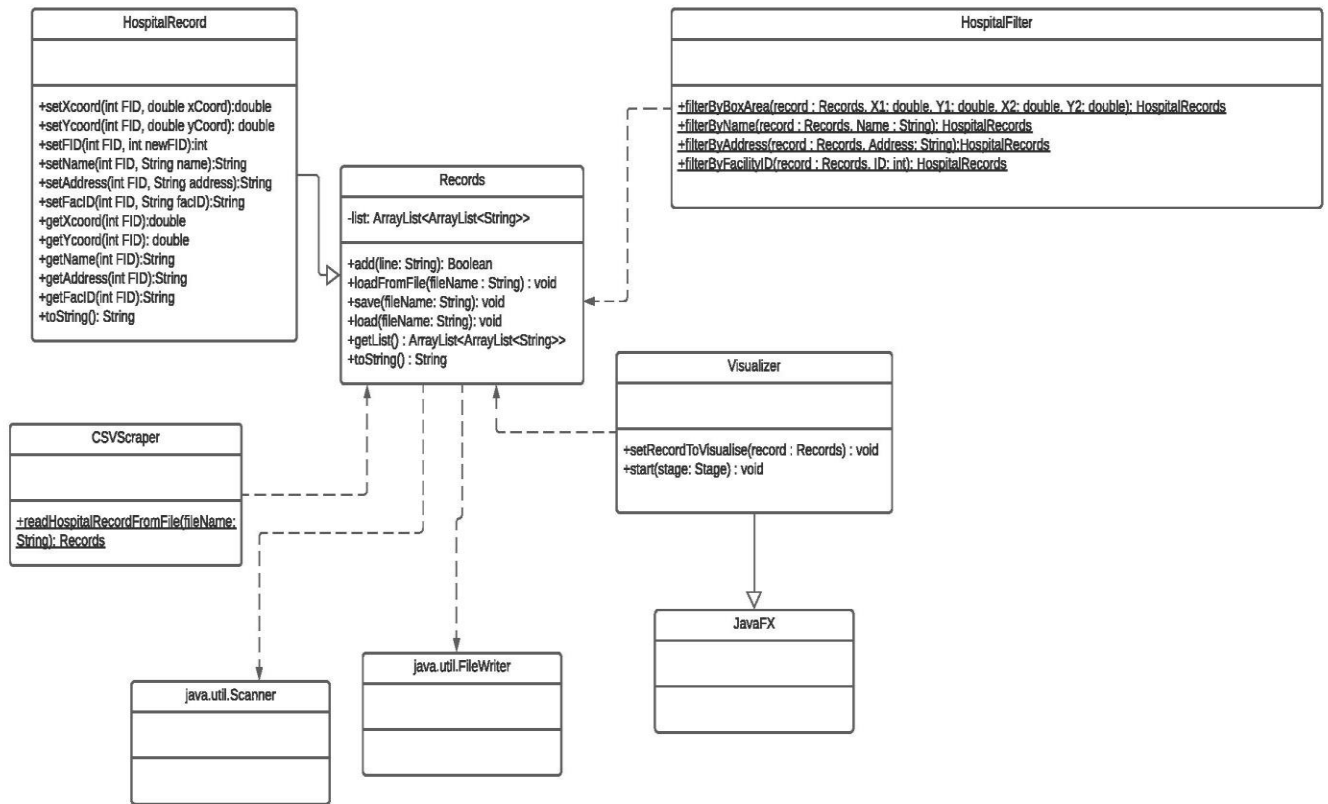 HospitalRecord
+setXcoord(int FID, double xCoord):double
+setYcoord(int FID, double yCoord): double
+setFID(int FID, int newFID):int
+setName(int FID, String name):String
+setAddress(int FID, String address):String
+setFacID(int FID, String facID):String
+getXcoord(int FID):double
+getYcoord(int FID): double
+getName(int FID):String
+getAddress(int FID):String
+getFacID(int FID):String
+toString(): String
HospitalFilter
+filterByBoxArea(record : Records, X1: double, Y1: double, X2: double, Y2: double): HospitalRecords
+filterByName(record : Records, Name : String): HospitalRecords
+filterByAddress(record : Records, Address: String):HospitalRecords
+filterByFacilityID(record : Records, ID: int): HospitalRecords
Records
-list: ArrayList<ArrayList<String>>
+add(line: String): Boolean
+loadFromFile(fileName : String) : void
+save(fileName: String): void
+load(fileName: String): void
+getList() : ArrayList<ArrayList<String>>
+toString() : String
Visualizer
+setRecordToVisualise(record : Records) : void
+start(stage: Stage) : void
CSVScraper
+readHospitalRecordFromFile(fileName:
String): Records
JavaFX
java.util.FileWriter
java.util.Scanner